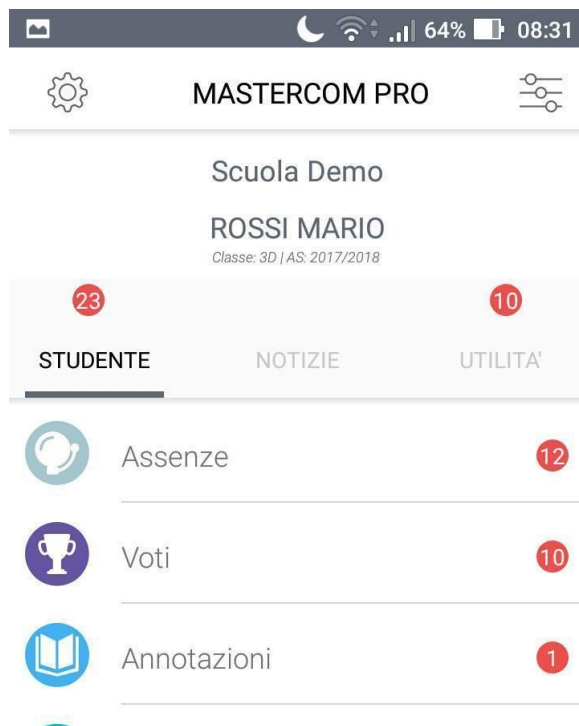 64% 08:31
MASTERCOM PRO
Scuola Demo
ROSSI MARIO
Classe: 3D | AS: 2017/2018
23 10
STUDENTE NOTIZIE UTILITA'
Assenze 12
Voti 10
Annotazioni 1